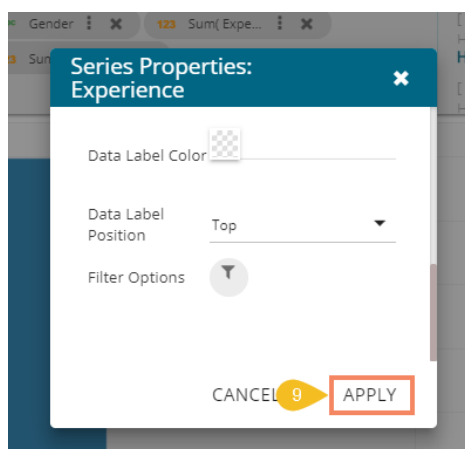 Gender
123 Sum( Expe...
Sun
Series Properties:
Experience
Data Label Color
Data Label
Position
Top
Filter Options
CANCEL
9
APPLY